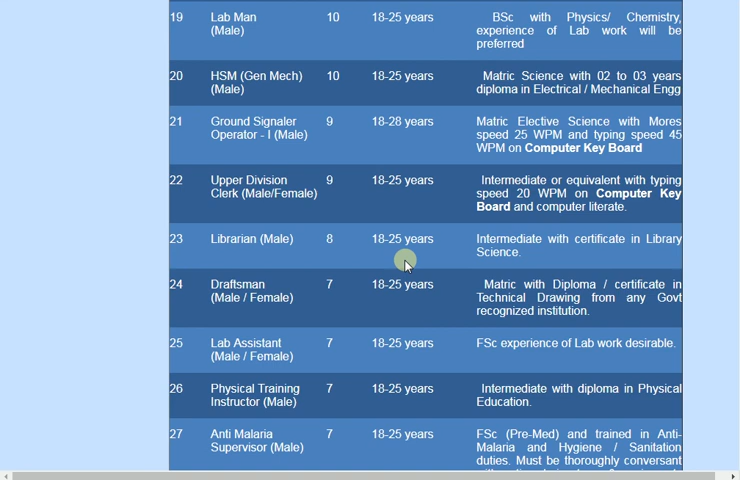 19 Lab Man 10 18-25 years BSc with Physics/ Chemistry,
(Male) experience of Lab work will be
preferred
20 HSM (Gen Mech) 10 18-25 years Matric Science with 02 to 03 years
(Male) diploma in Electrical / Mechanical Engg
21 Ground Signaler 9 18-28 years Matric Elective Science with Mores
Operator - I (Male) speed 25 WPM and typing speed 45
WPM on Computer Key Board
22 Upper Division 9 18-25 years Intermediate or equivalent with typing
Clerk (Male/Female) speed 20 WPM on Computer Key
Board and computer literate.
23 Librarian (Male) 8 18-25 years Intermediate with certificate in Library
Science.
24 Draftsman 7 18-25 years Matric with Diploma / certificate in
(Male / Female) Technical Drawing from any Govt
recognized institution.
25 Lab Assistant 7 18-25 years FSc experience of Lab work desirable.
(Male / Female)
26 Physical Training 7 18-25 years Intermediate with diploma in Physical
Instructor (Male) Education.
27 Anti Malaria 7 18-25 years FSc (Pre-Med) and trained in Anti-
Supervisor (Male) Malaria and Hygiene / Sanitation
duties. Must be thoroughly conversant